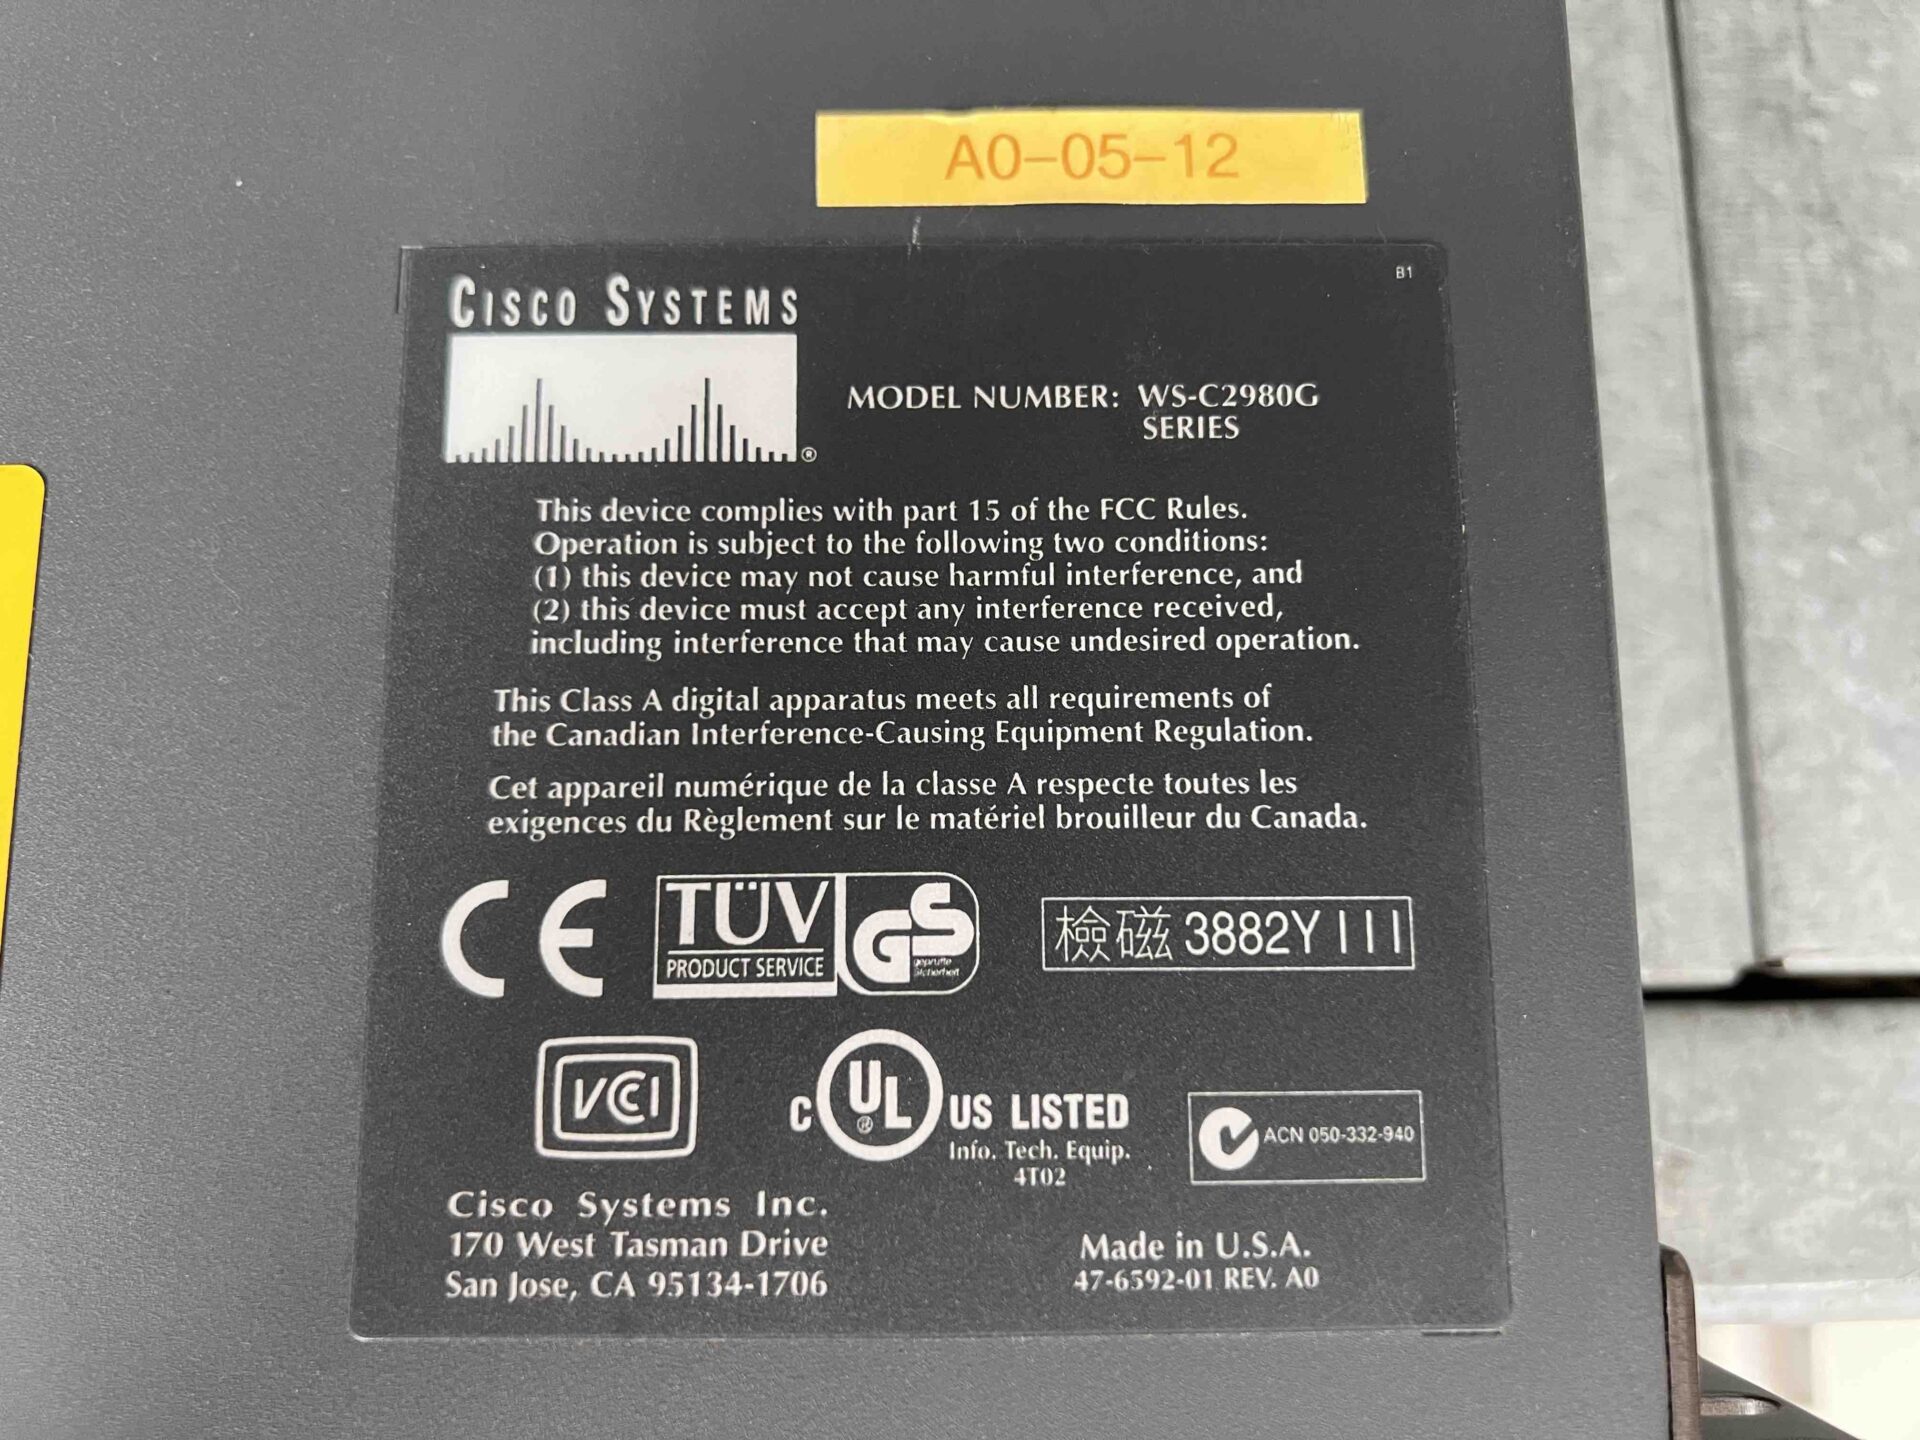 A0-05-12
B1
CISCO SYSTEMS
®
MODEL NUMBER: WS-C2980G
SERIES
This device complies with part 15 of the FCC Rules.
Operation is subject to the following two conditions:
(1) this device may not cause harmful interference, and
(2) this device must accept any interference received,
including interference that may cause undesired operation.
This Class A digital apparatus meets all requirements of
the Canadian Interference-Causing Equipment Regulation.
Cet appareil numérique de la classe A respecte toutes les
exigences du Règlement sur le matériel brouilleur du Canada.
CE
TÜV
PRODUCT SERVICE
GS
geprüfte
Sicherheit
檢磁 3882Y111
VCCI
C UL ® US LISTED
Info. Tech. Equip.
4T02
ACN 050-332-940
Cisco Systems Inc.
170 West Tasman Drive
San Jose, CA 95134-1706
Made in U.S.A.
47-6592-01 REV. A0